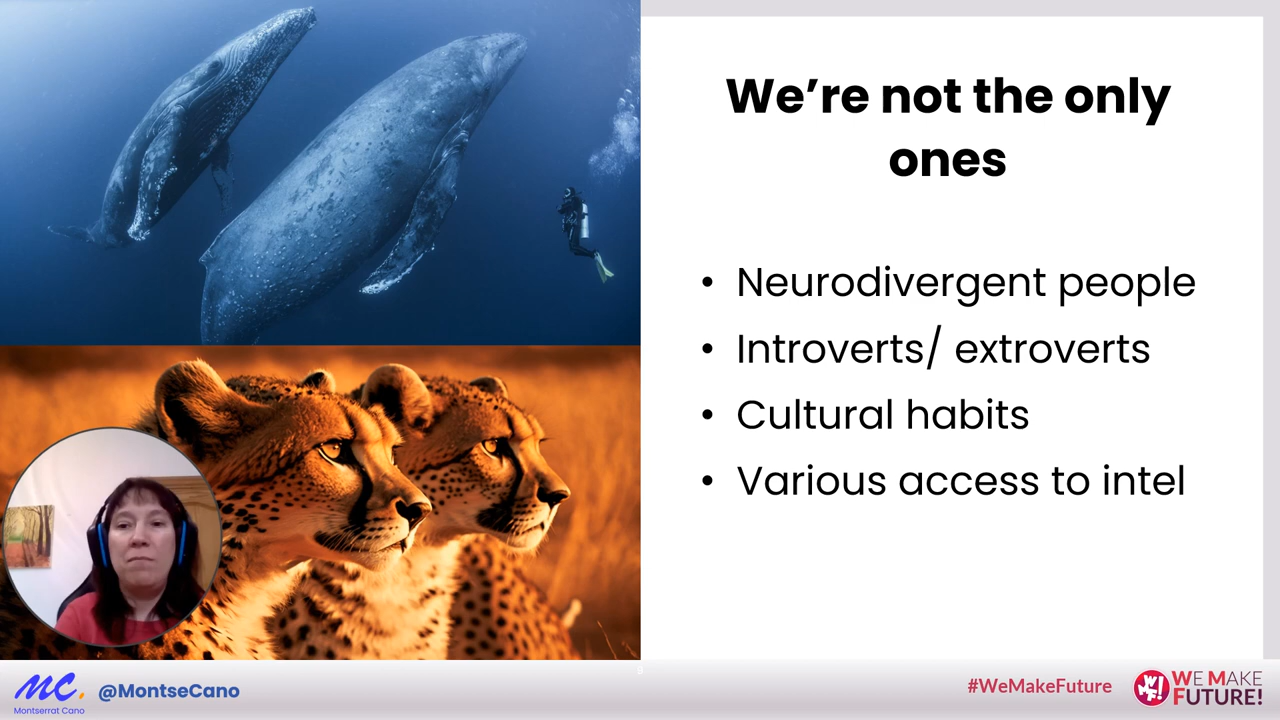 We’re not the only
ones
• Neurodivergent people
• Introverts/ extroverts
• Cultural habits
• Various access to intel
MC.
Montserrat Cano
@MontseCano
#WeMakeFuture
WE MAKE
FUTURE!